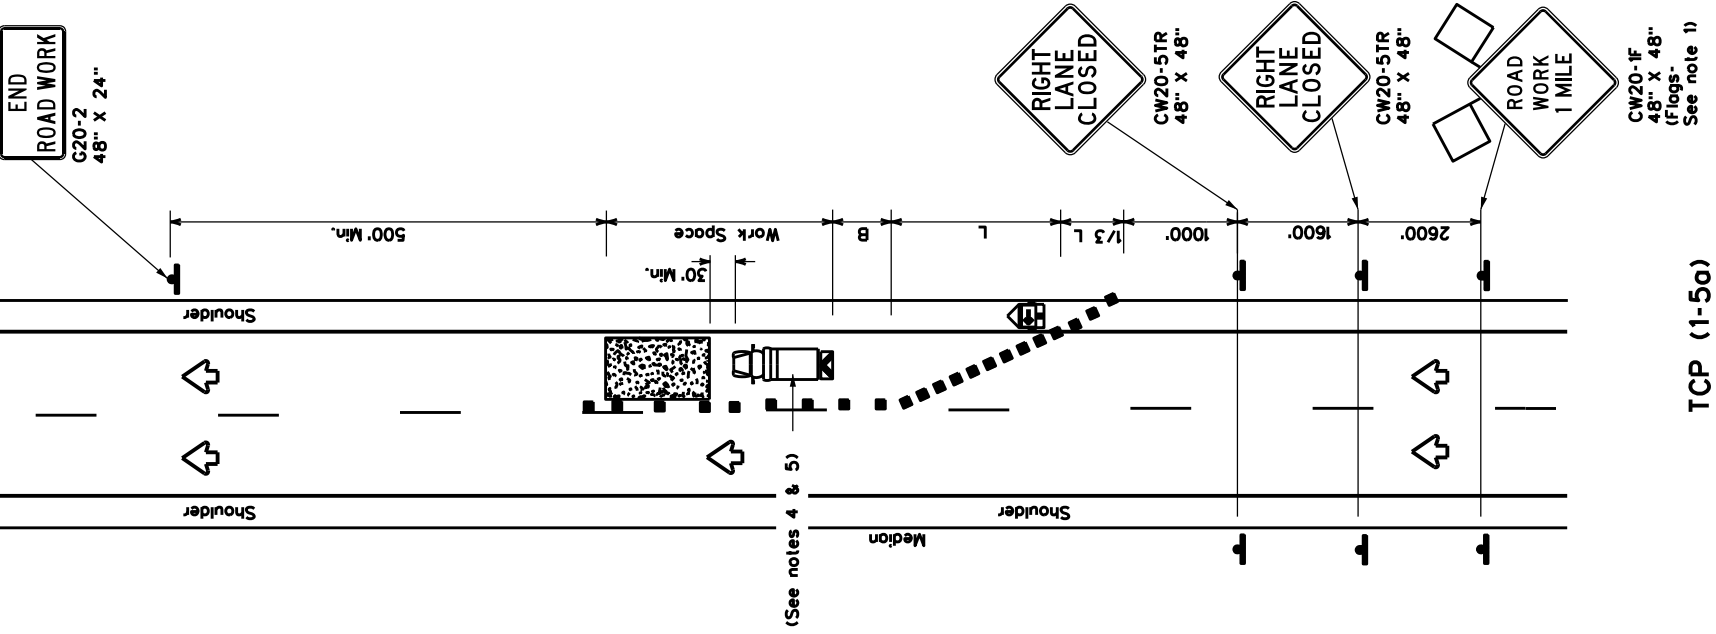 END
ROAD WORK
G20-2
48" X 24"
RIGHT
LANE
CLOSED
CW20-5TR
48" X 48"
RIGHT
LANE
CLOSED
CW20-5TR
48" X 48"
ROAD
WORK
1 MILE
CW20-1F
48" X 48"
(Flags-
See note 1)
500' Min.
Work Space
B
L
1/3 L
1000'
1600'
2600'
30' Min.
Shoulder
Shoulder
Shoulder
Median
(See notes 4 & 5)
TCP (1-5a)